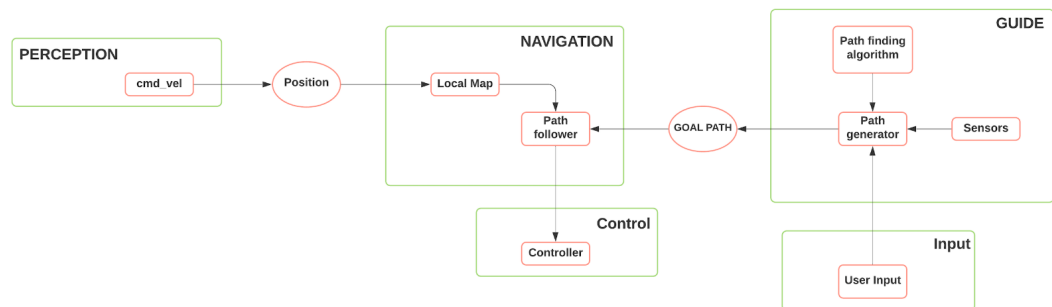 PERCEPTION
cmd_vel
Position
NAVIGATION
Local Map
Path
follower
GOAL PATH
GUIDE
Path finding
algorithm
Path
generator
Sensors
Control
Controller
Input
User Input